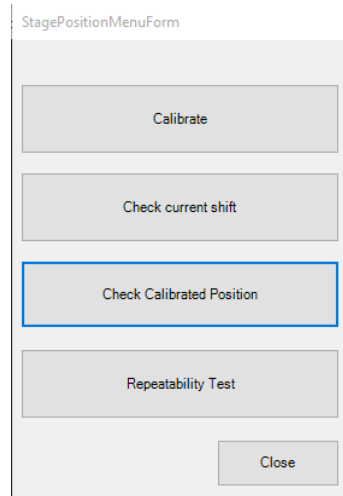 StagePositionMenuForm
Calibrate
Check current shift
Check Calibrated Position
Repeatability Test
Close